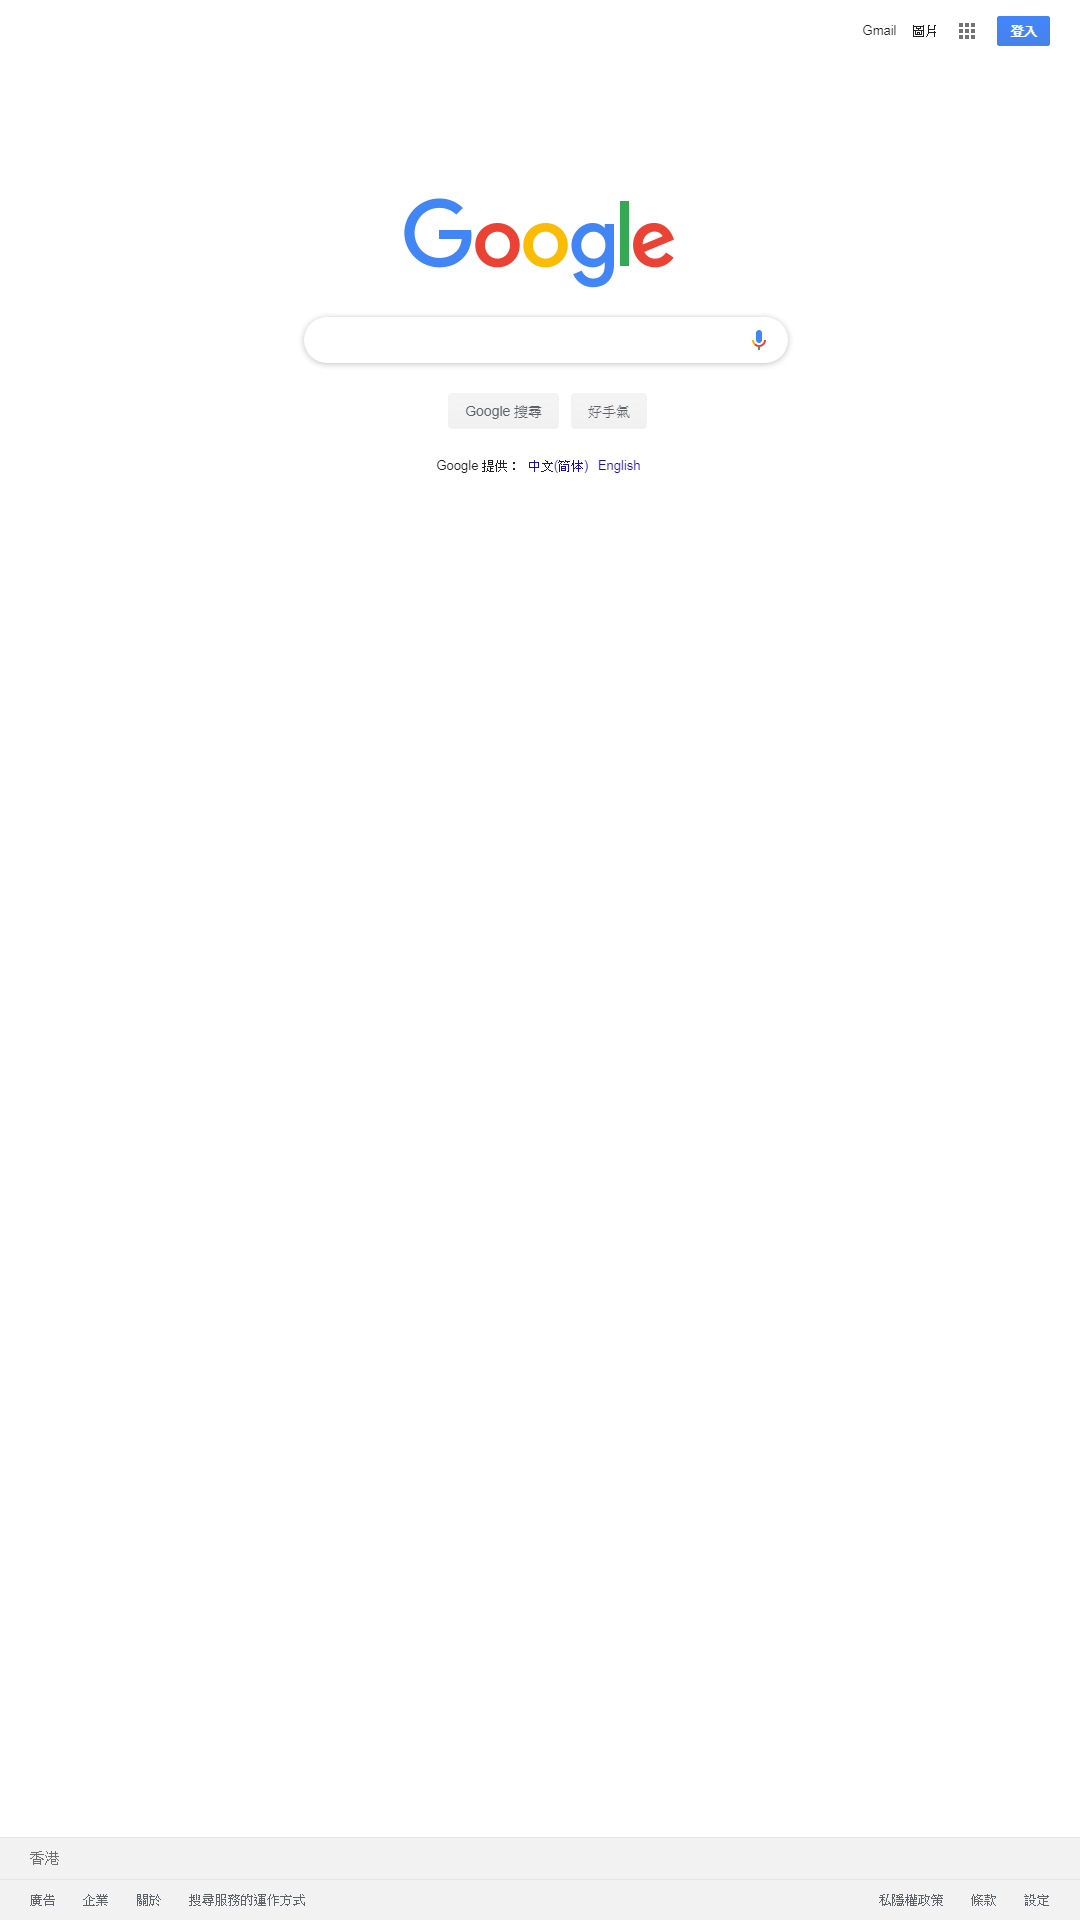 Gmail 圖片 登入
Google
Google 搜尋 好手氣
Google 提供： 中文(简体) English
香港
廣告 企業 關於 搜尋服務的運作方式 私隱權政策 條款 設定